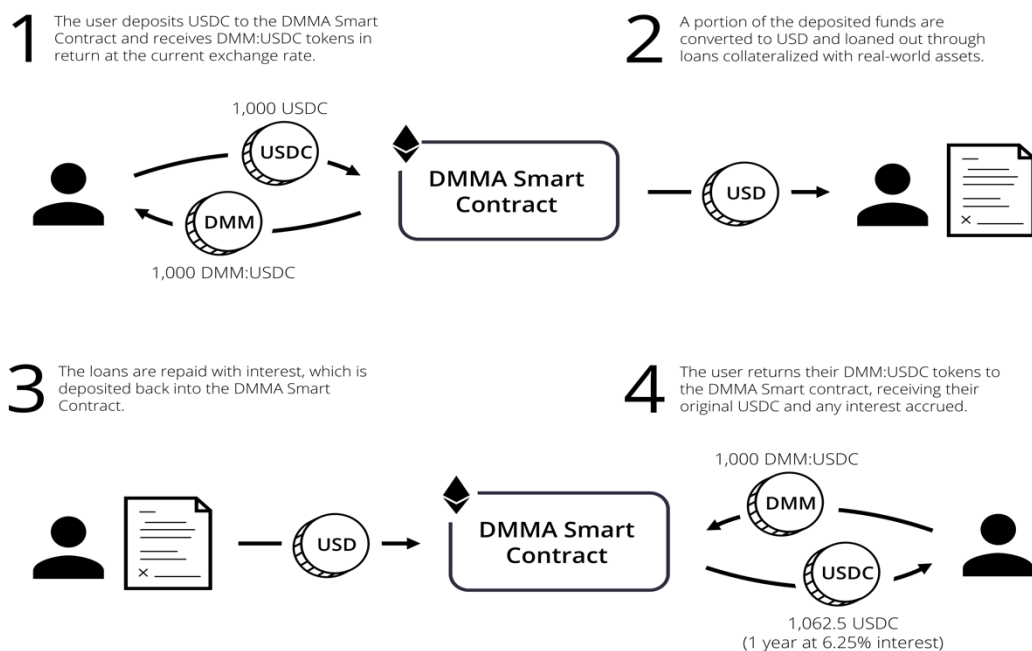 1
The user deposits USDC to the DMMA Smart
Contract and receives DMM:USDC tokens in
return at the current exchange rate.
1,000 USDC
USDC
DMM
1,000 DMM:USDC
DMMA Smart
Contract
2
A portion of the deposited funds are
converted to USD and loaned out through
loans collateralized with real-world assets.
USD
×
3
The loans are repaid with interest, which is
deposited back into the DMMA Smart
Contract.
×
USD
DMMA Smart
Contract
4
The user returns their DMM:USDC tokens to
the DMMA Smart contract, receiving their
original USDC and any interest accrued.
1,000 DMM:USDC
DMM
USDC
1,062.5 USDC
(1 year at 6.25% interest)